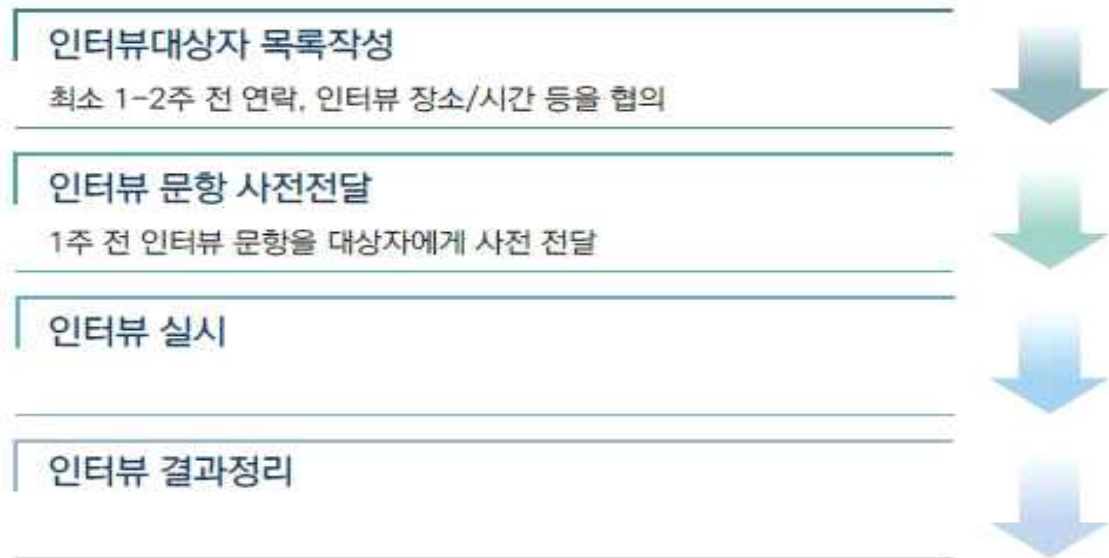 인터뷰대상자 목록작성
최소 1-2주 전 연락, 인터뷰 장소/시간 등을 협의
인터뷰 문항 사전전달
1주 전 인터뷰 문항을 대상자에게 사전 전달
인터뷰 실시
인터뷰 결과정리